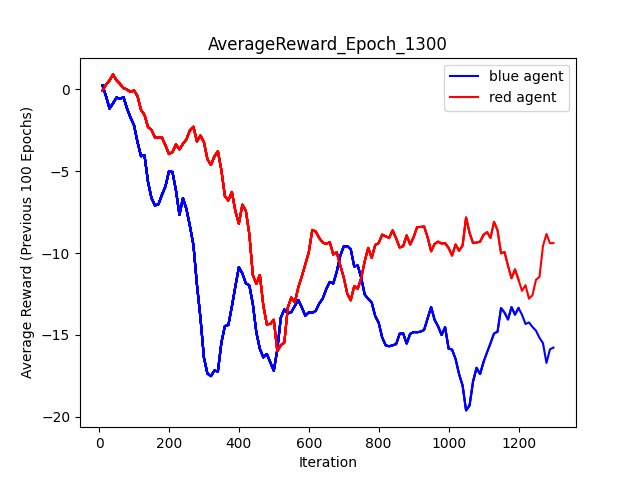 AverageReward_Epoch_1300
blue agent
red agent
Average Reward (Previous 100 Epochs)
0
−5
−10
−15
−20
0 200 400 600 800 1000 1200
Iteration